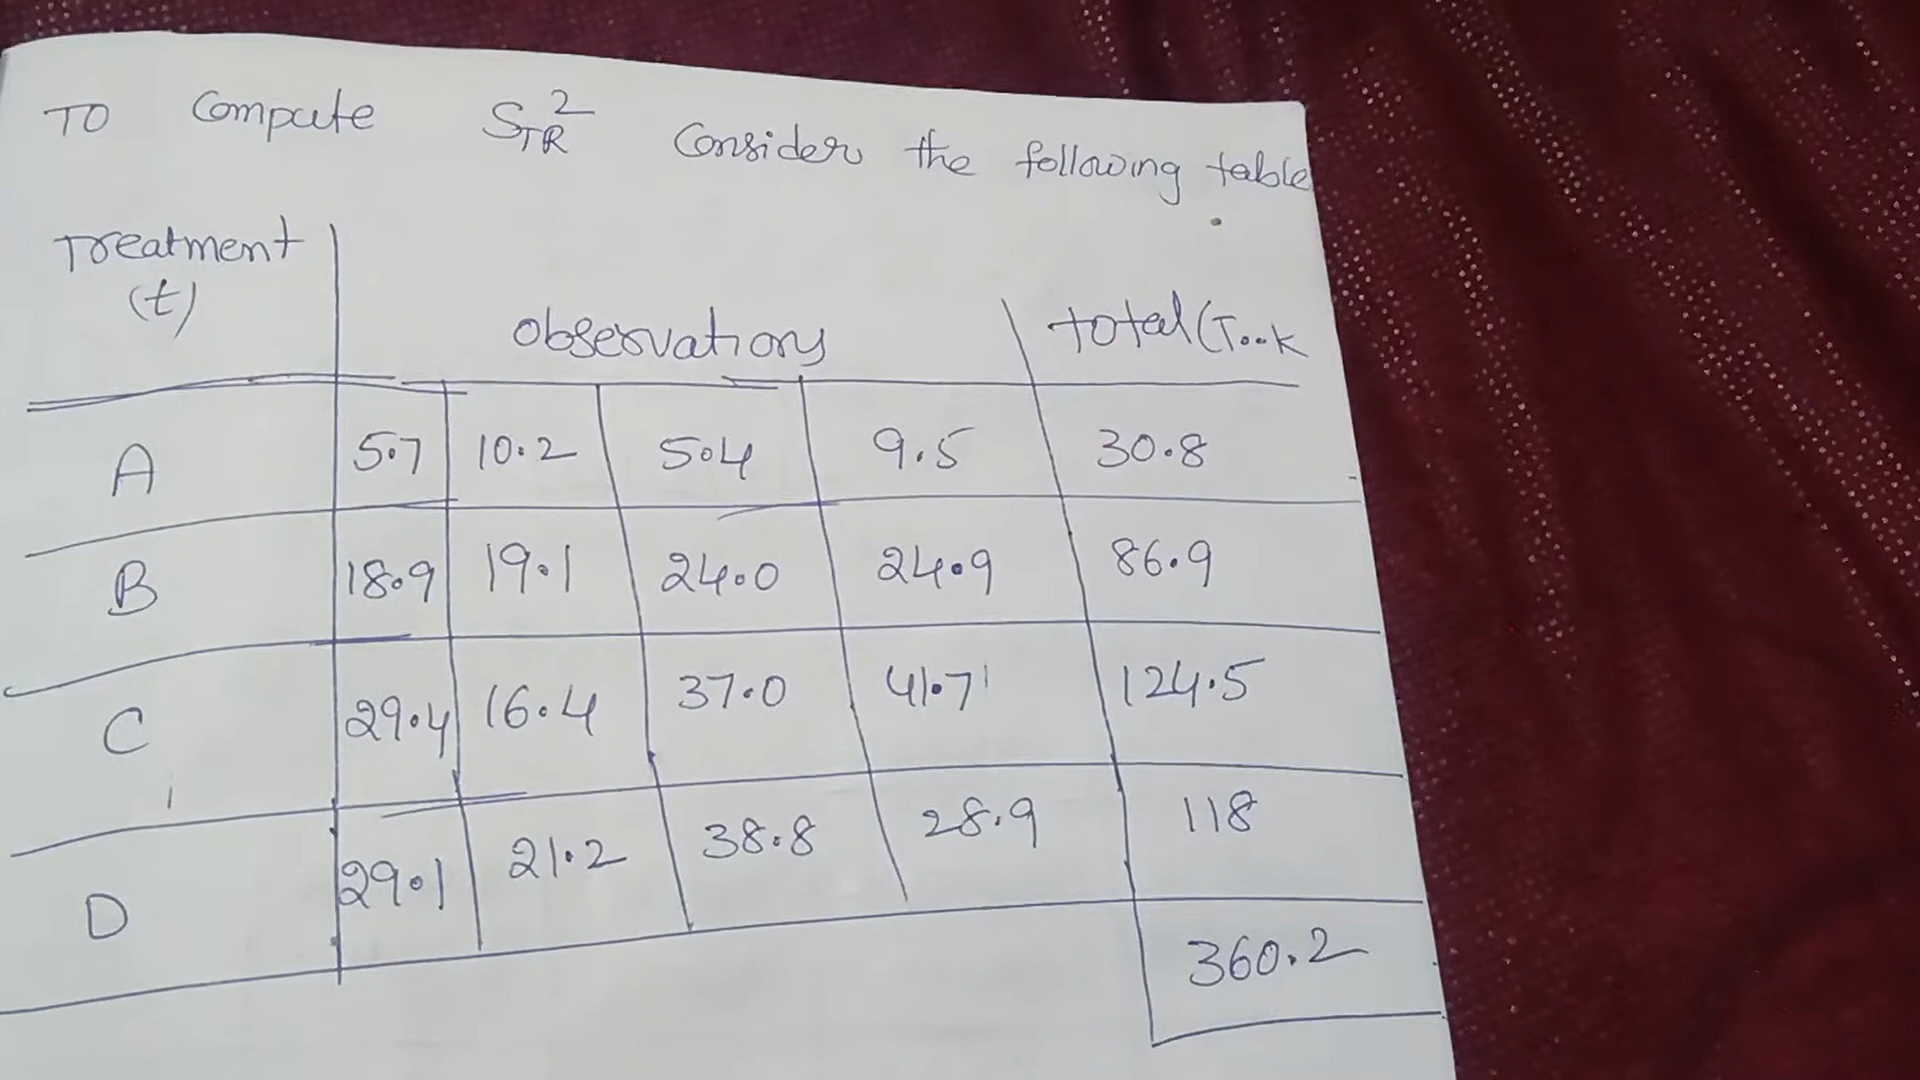 TO Compute S_TR^2 Consider the following table.
Treatment (t) observations total (T..k
A 5.7 10.2 5.4 9.5 30.8
B 18.9 19.1 24.0 24.9 86.9
C 29.4 16.4 37.0 41.7 124.5
D 29.1 21.2 38.8 28.9 118
360.2